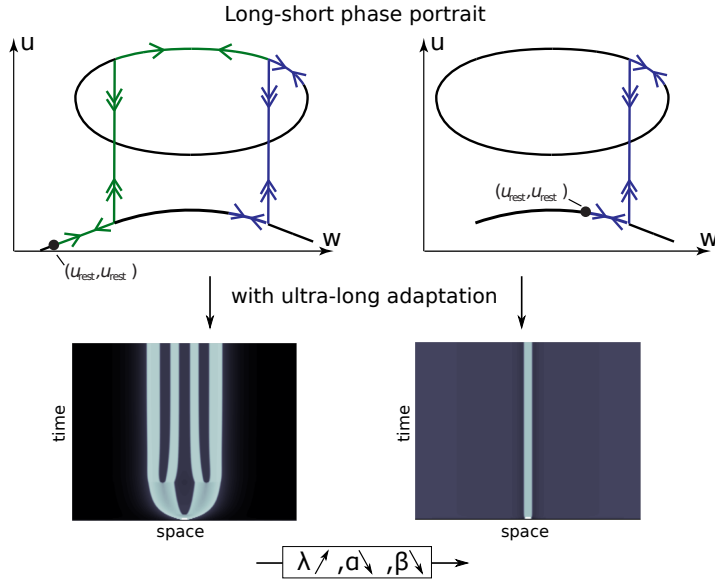 Long-short phase portrait
u
u
(u_rest,u_rest)
w
w
(u_rest,u_rest)
with ultra-long adaptation
time
time
space
space
λ↗ ,α↘ ,β↘